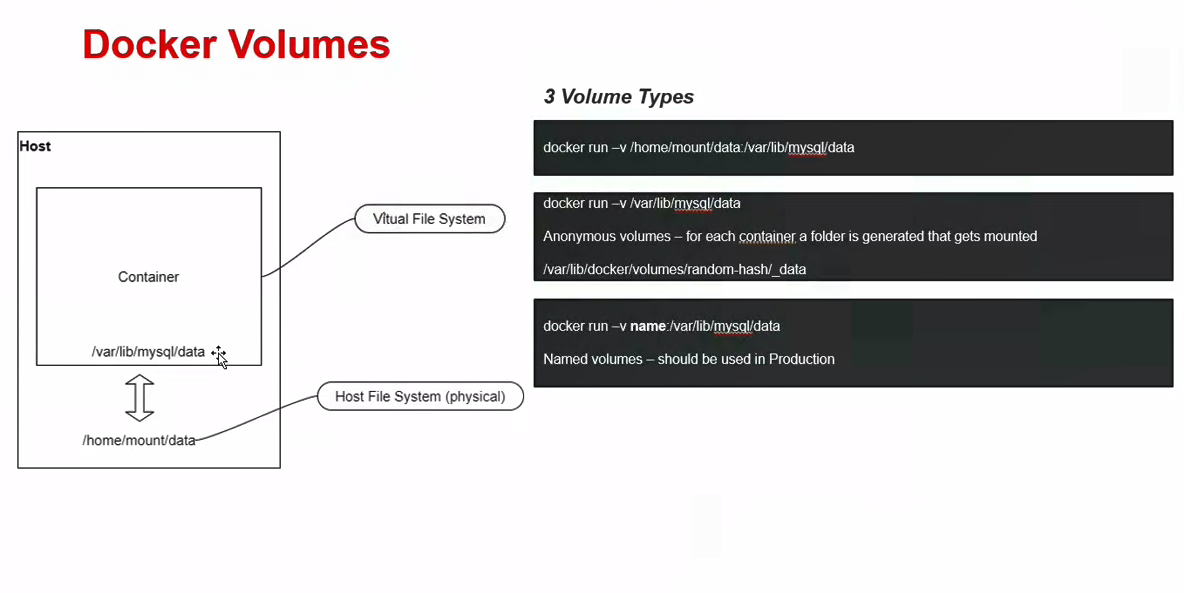 Docker Volumes
3 Volume Types
Host
Container
/var/lib/mysql/data
/home/mount/data
Vitual File System
Host File System (physical)
docker run –v /home/mount/data:/var/lib/mysql/data
docker run –v /var/lib/mysql/data
Anonymous volumes – for each container a folder is generated that gets mounted
/var/lib/docker/volumes/random-hash/_data
docker run –v name:/var/lib/mysql/data
Named volumes – should be used in Production